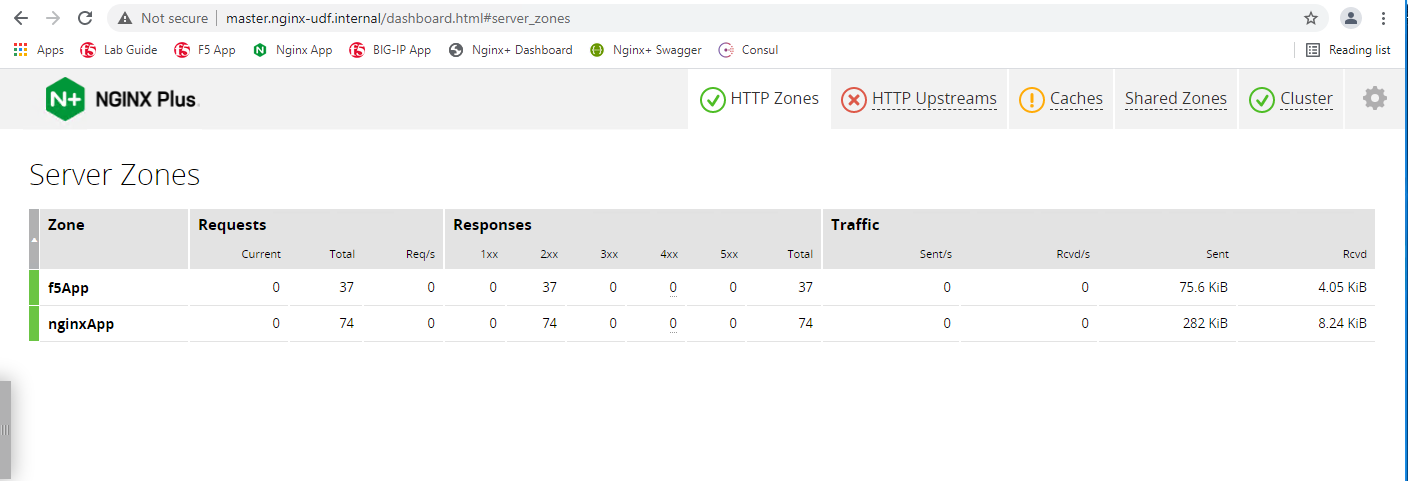 Not secure master.nginx-udf.internal/dashboard.html#server_zones
Apps Lab Guide F5 App Nginx App BIG-IP App Nginx+ Dashboard Nginx+ Swagger Consul Reading list
N+ NGINX Plus HTTP Zones HTTP Upstreams Caches Shared Zones Cluster
Server Zones
Zone Requests Responses Traffic
Current Total Req/s 1xx 2xx 3xx 4xx 5xx Total Sent/s Rcvd/s Sent Rcvd
f5App 0 37 0 0 37 0 0 0 37 0 0 75.6 KiB 4.05 KiB
nginxApp 0 74 0 0 74 0 0 0 74 0 0 282 KiB 8.24 KiB